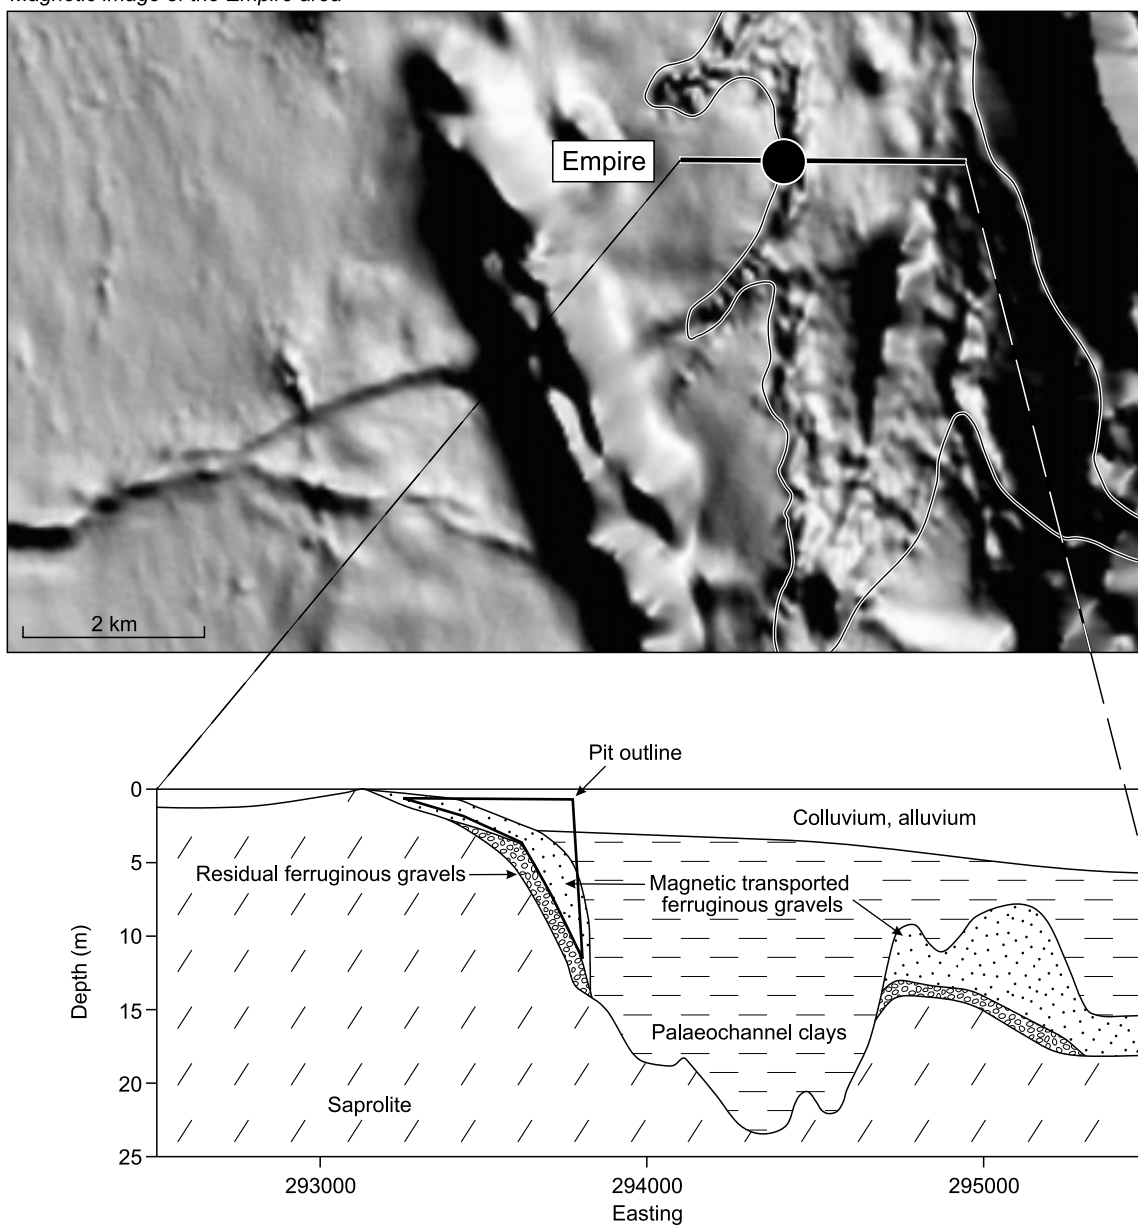 Magnetic image of the Empire area
Empire
2 km
Pit outline
0
Colluvium, alluvium
5
Residual ferruginous gravels
Magnetic transported
ferruginous gravels
10
Depth (m)
15
Palaeochannel clays
20
Saprolite
25
293000
294000
295000
Easting